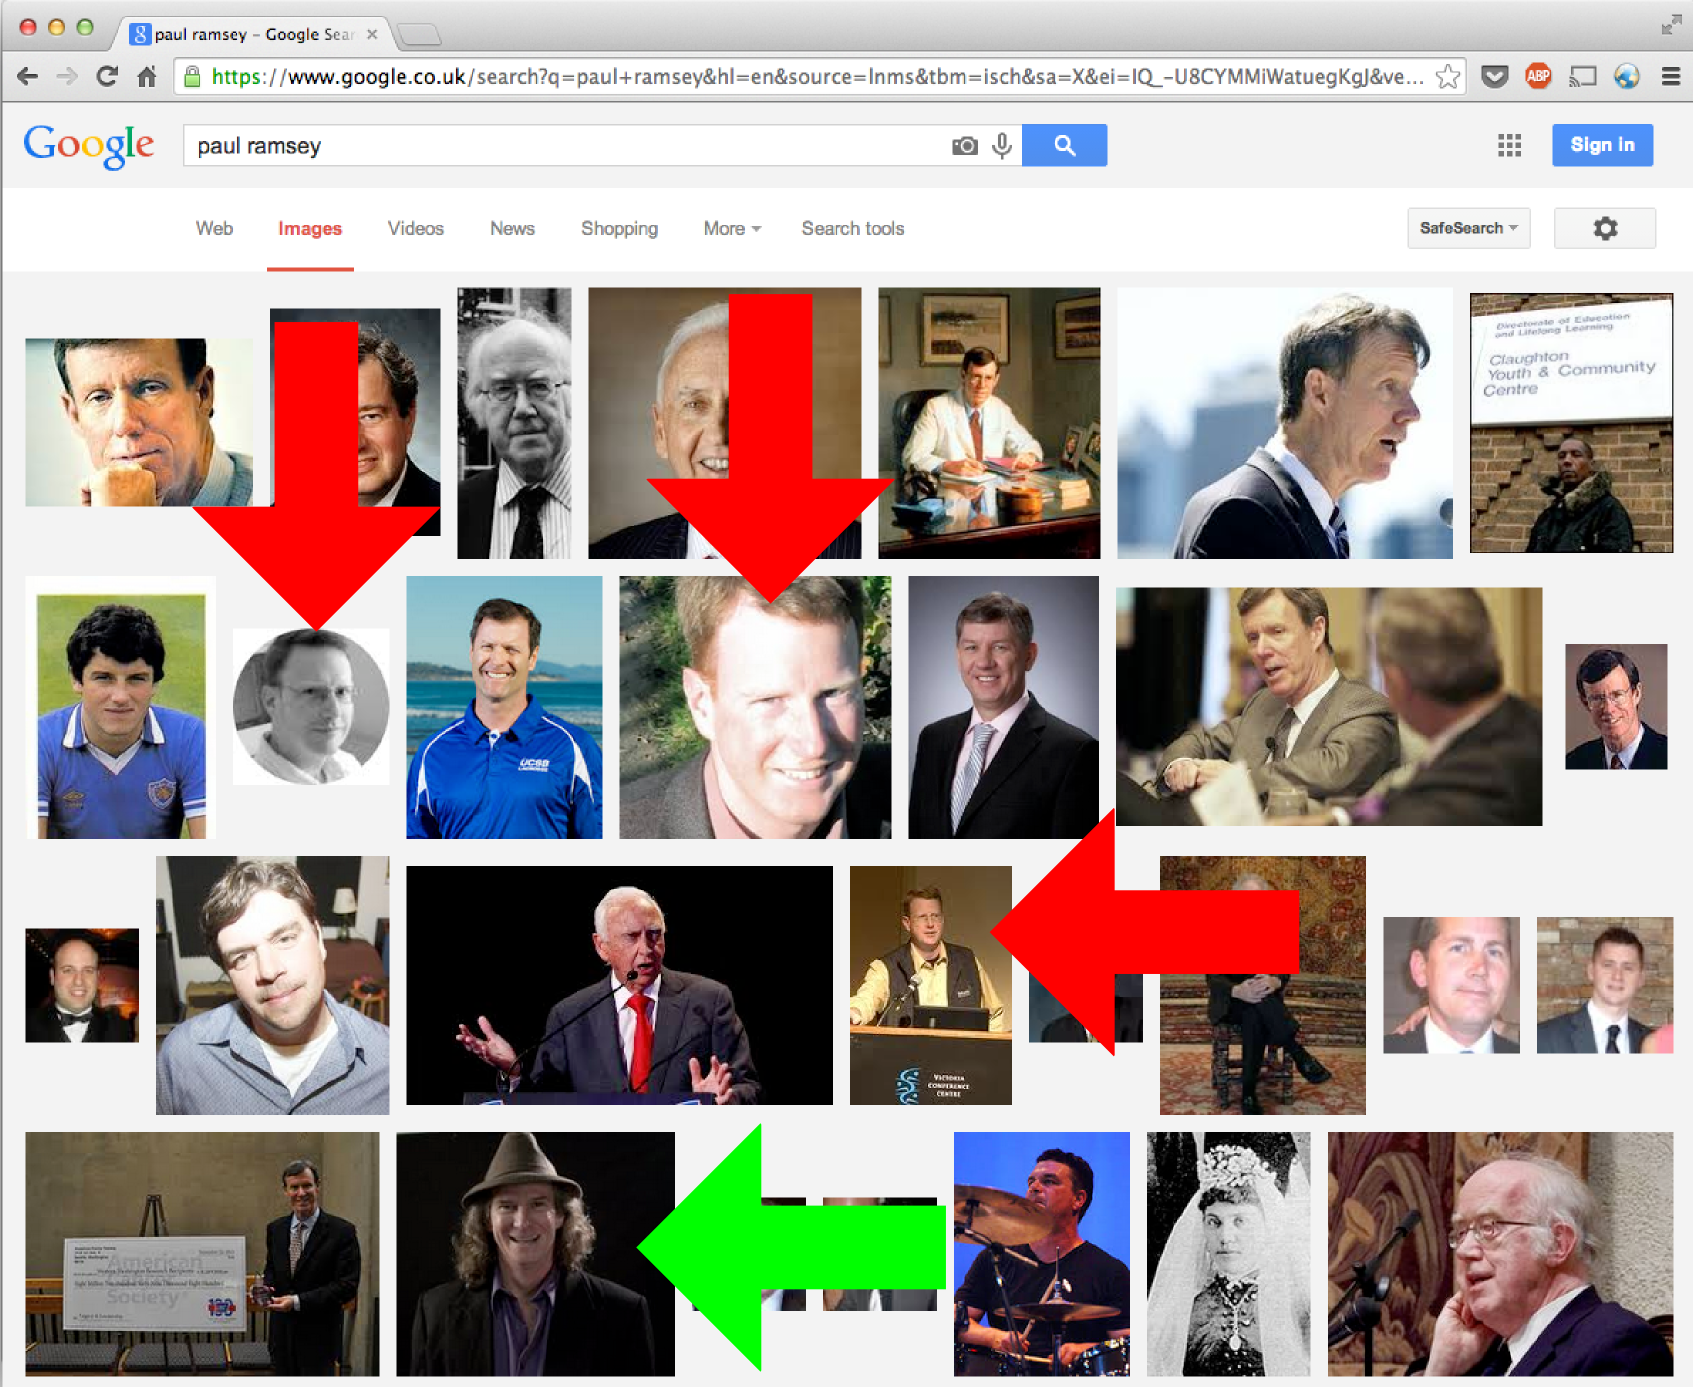 paul ramsey – Google Sear
https://www.google.co.uk/search?q=paul+ramsey&hl=en&source=lnms&tbm=isch&sa=X&ei=IQ_-U8CYMMiWatuegKgJ&ve...
ABP
Google
paul ramsey
Sign in
Web Images Videos News Shopping More Search tools
SafeSearch
Directorate of Education
and Lifelong Learning
Claughton
Youth & Community
Centre
UCSB
LACROSSE
VICTORIA
CONFERENCE
CENTRE
American
Society
100